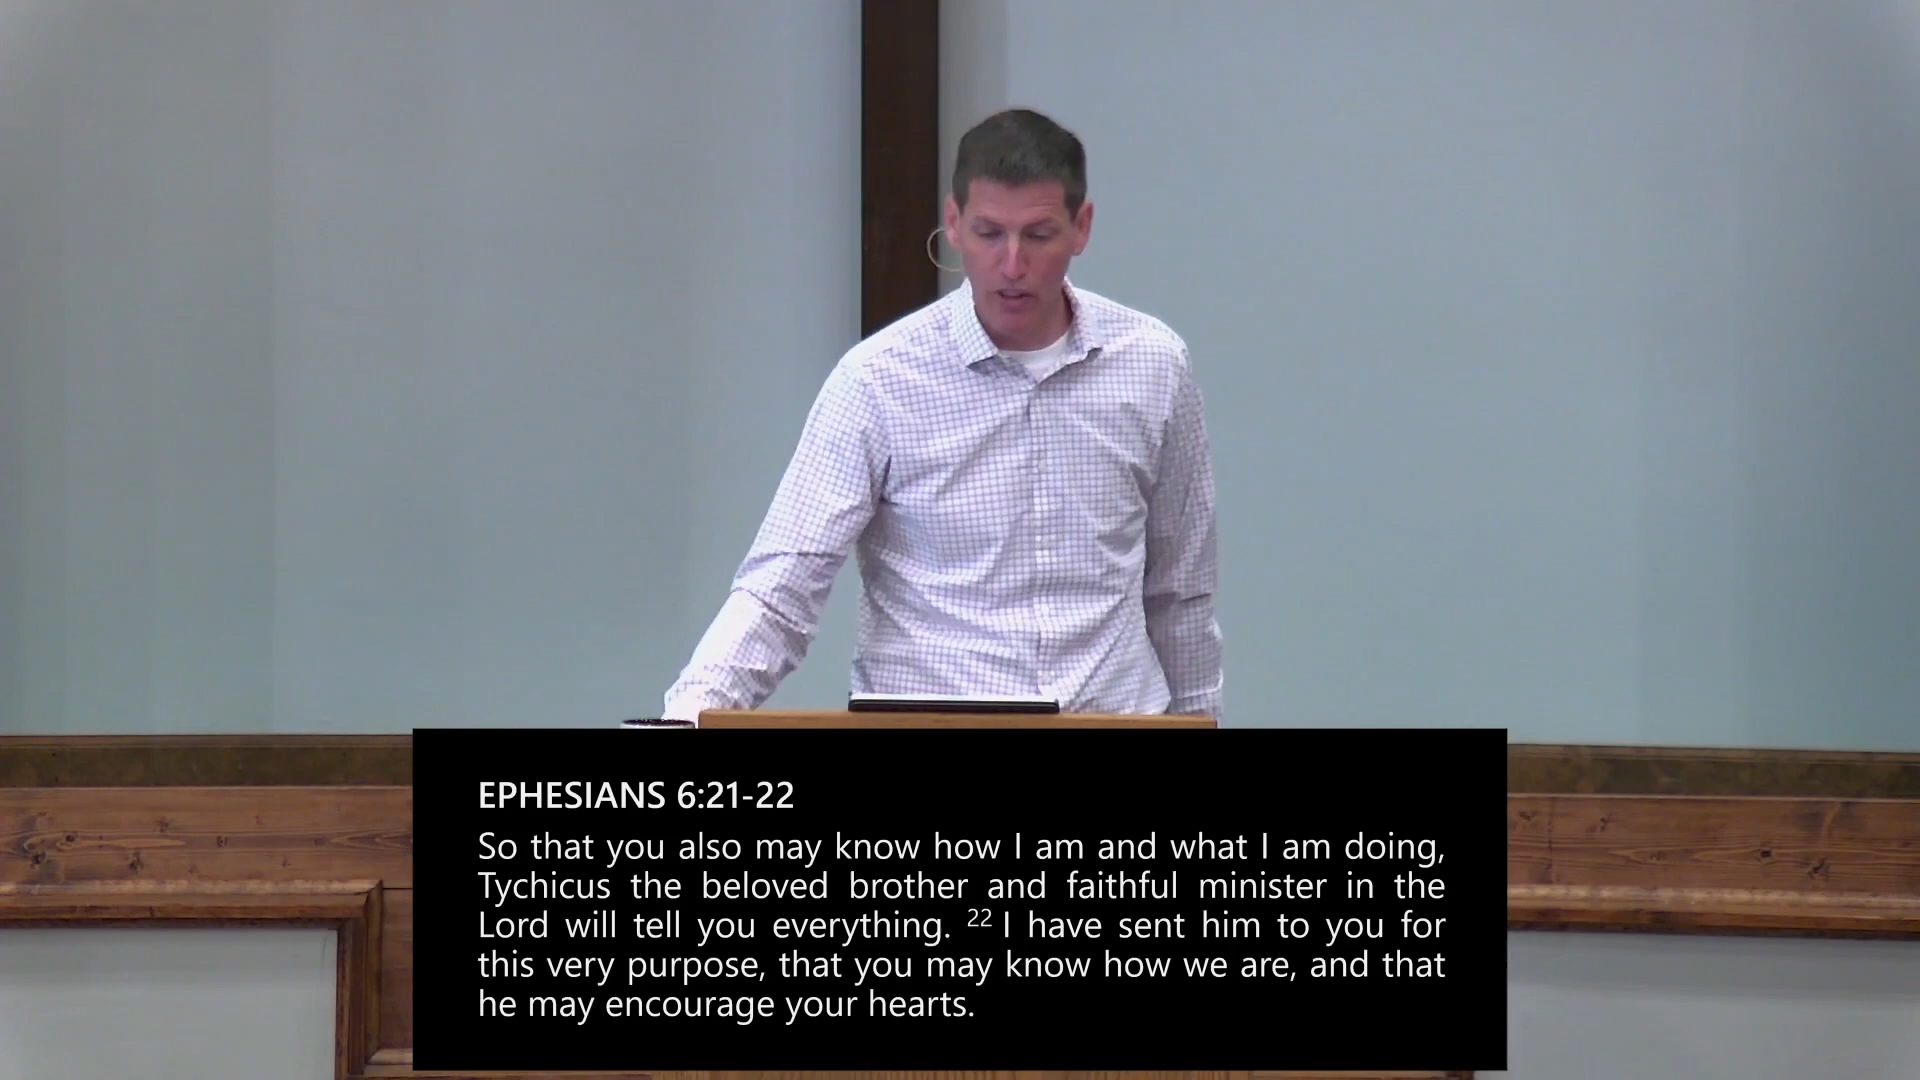 EPHESIANS 6:21-22
So that you also may know how I am and what I am doing,
Tychicus the beloved brother and faithful minister in the
Lord will tell you everything. 22 I have sent him to you for
this very purpose, that you may know how we are, and that
he may encourage your hearts.